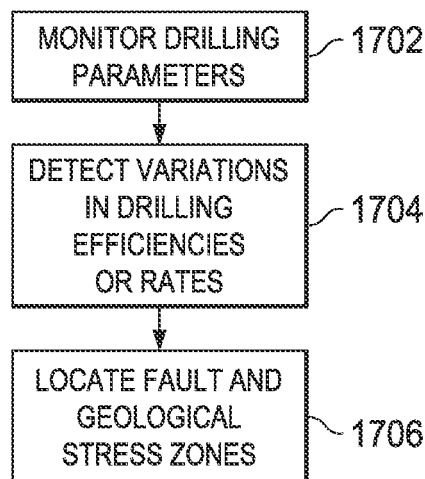 MONITOR DRILLING
PARAMETERS
1702
DETECT VARIATIONS
IN DRILLING
EFFICIENCIES
OR RATES
1704
LOCATE FAULT AND
GEOLOGICAL
STRESS ZONES
1706